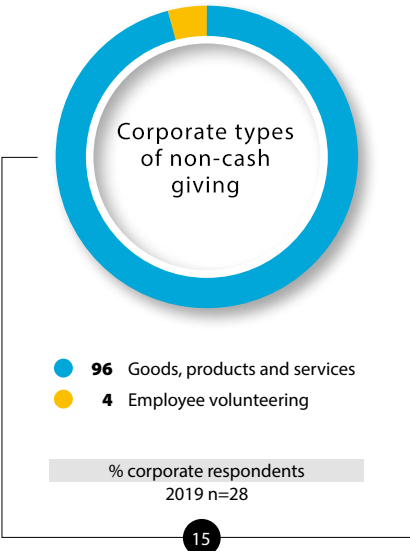 Corporate types
of non-cash
giving
96 Goods, products and services
4 Employee volunteering
% corporate respondents
2019 n=28
15